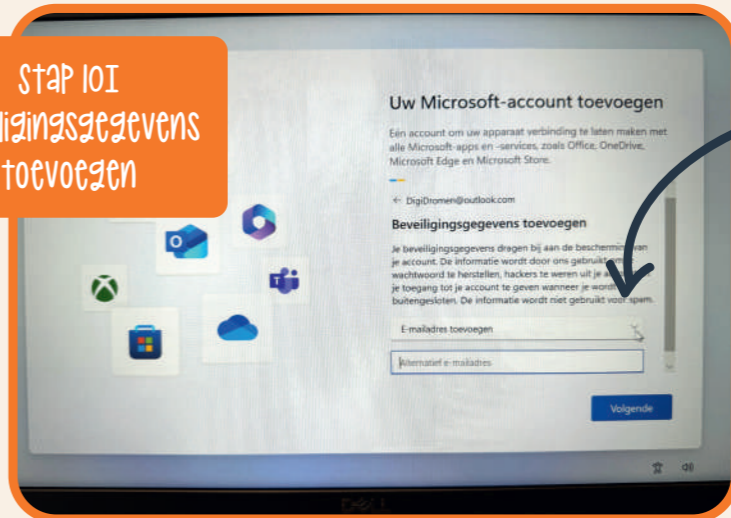 Stap 10I
ligingsgegevens
toevoegen
Uw Microsoft-account toevoegen
Eén account om uw apparaat verbinding te laten maken met
alle Microsoft-apps en -services, zoals Office, OneDrive,
Microsoft Edge en Microsoft Store.
← DigiDromen@outlook.com
Beveiligingsgegevens toevoegen
Je beveiligingsgegevens dragen bij aan de bescherming van
je account. De informatie wordt door ons gebruikt om je
wachtwoord te herstellen, hackers te weren uit je
je toegang tot je account te geven wanneer je wordt
buitengesloten. De informatie wordt niet gebruikt voor spam.
E-mailadres toevoegen
Alternatief e-mailadres
Volgende
DELL